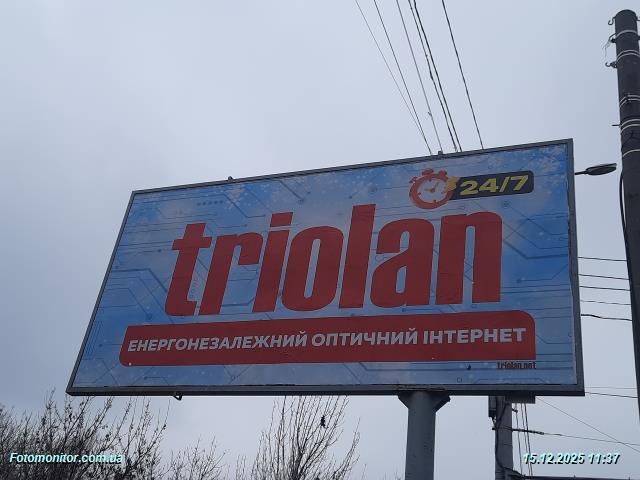 24/7
triolan
ЕНЕРГОНЕЗАЛЕЖНИЙ ОПТИЧНИЙ ІНТЕРНЕТ
triolan.net
Fotomonitor.com.ua
15.12.2025 11:37